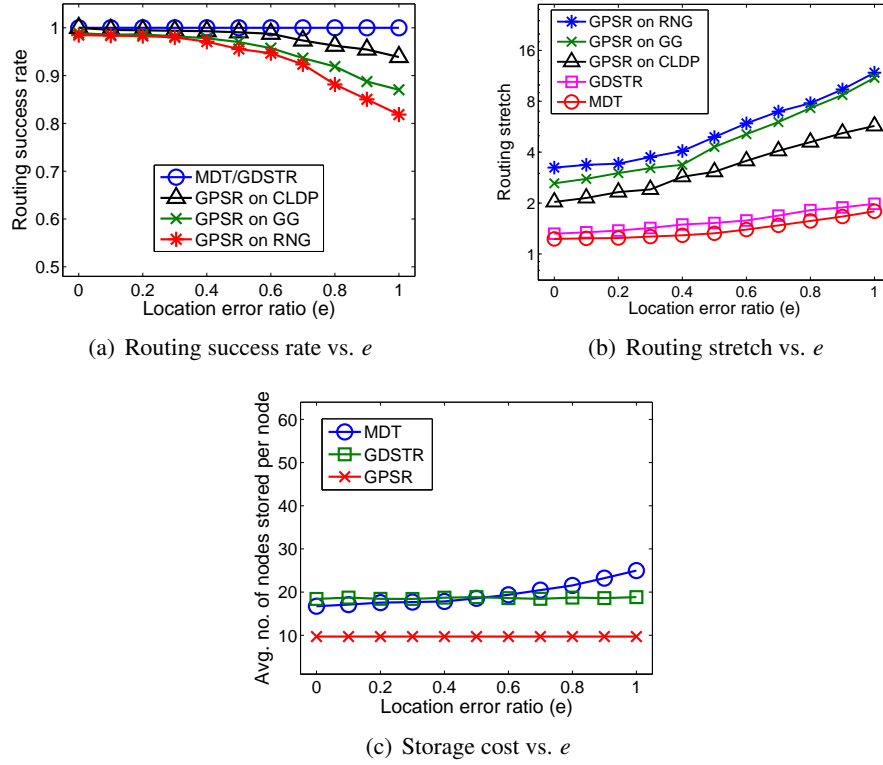 Routing success rate
1
0.9
0.8
0.7
0.6
0.5
MDT/GDSTR
GPSR on CLDP
GPSR on GG
GPSR on RNG
0 0.2 0.4 0.6 0.8 1
Location error ratio (e)
(a) Routing success rate vs. e
Routing stretch
16
8
4
2
1
GPSR on RNG
GPSR on GG
GPSR on CLDP
GDSTR
MDT
0 0.2 0.4 0.6 0.8 1
Location error ratio (e)
(b) Routing stretch vs. e
Avg. no. of nodes stored per node
60
50
40
30
20
10
MDT
GDSTR
GPSR
0 0.2 0.4 0.6 0.8 1
Location error ratio (e)
(c) Storage cost vs. e